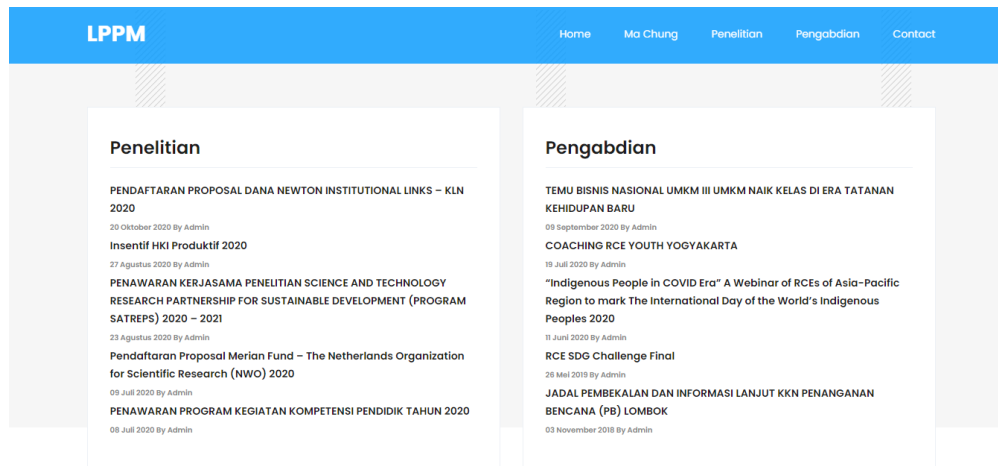 LPPM
Home Ma Chung Penelitian Pengabdian Contact
Penelitian
PENDAFTARAN PROPOSAL DANA NEWTON INSTITUTIONAL LINKS – KLN
2020
20 Oktober 2020 By Admin
Insentif HKI Produktif 2020
27 Agustus 2020 By Admin
PENAWARAN KERJASAMA PENELITIAN SCIENCE AND TECHNOLOGY
RESEARCH PARTNERSHIP FOR SUSTAINABLE DEVELOPMENT (PROGRAM
SATREPS) 2020 – 2021
23 Agustus 2020 By Admin
Pendaftaran Proposal Merian Fund – The Netherlands Organization
for Scientific Research (NWO) 2020
09 Juli 2020 By Admin
PENAWARAN PROGRAM KEGIATAN KOMPETENSI PENDIDIK TAHUN 2020
08 Juli 2020 By Admin
Pengabdian
TEMU BISNIS NASIONAL UMKM III UMKM NAIK KELAS DI ERA TATANAN
KEHIDUPAN BARU
09 September 2020 By Admin
COACHING RCE YOUTH YOGYAKARTA
19 Juli 2020 By Admin
“Indigenous People in COVID Era” A Webinar of RCEs of Asia-Pacific
Region to mark The International Day of the World’s Indigenous
Peoples 2020
11 Juni 2020 By Admin
RCE SDG Challenge Final
26 Mei 2019 By Admin
JADAL PEMBEKALAN DAN INFORMASI LANJUT KKN PENANGANAN
BENCANA (PB) LOMBOK
03 November 2018 By Admin